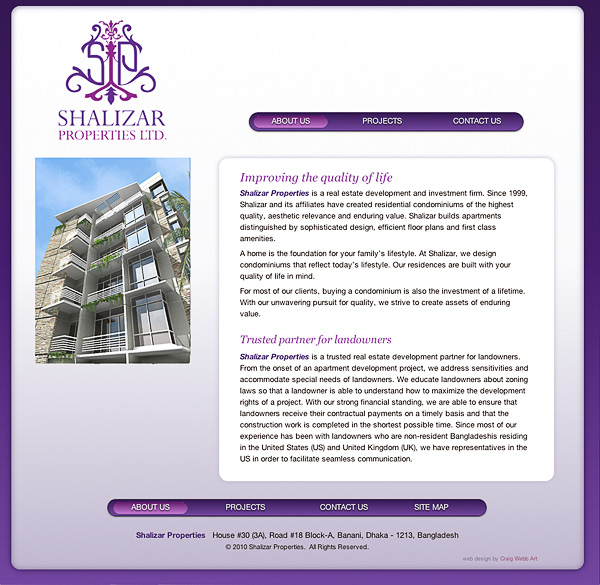 SIP
SHALIZAR
PROPERTIES LTD.
ABOUT US PROJECTS CONTACT US
Improving the quality of life
Shalizar Properties is a real estate development and investment firm. Since 1999,
Shalizar and its affiliates have created residential condominiums of the highest
quality, aesthetic relevance and enduring value. Shalizar builds apartments
distinguished by sophisticated design, efficient floor plans and first class
amenities.
A home is the foundation for your family's lifestyle. At Shalizar, we design
condominiums that reflect today's lifestyle. Our residences are built with your
quality of life in mind.
For most of our clients, buying a condominium is also the investment of a lifetime.
With our unwavering pursuit for quality, we strive to create assets of enduring
value.
Trusted partner for landowners
Shalizar Properties is a trusted real estate development partner for landowners.
From the onset of an apartment development project, we address sensitivities and
accommodate special needs of landowners. We educate landowners about zoning
laws so that a landowner is able to understand how to maximize the development
rights of a project. With our strong financial standing, we are able to ensure that
landowners receive their contractual payments on a timely basis and that the
construction work is completed in the shortest possible time. Since most of our
experience has been with landowners who are non-resident Bangladeshis residing
in the United States (US) and United Kingdom (UK), we have representatives in the
US in order to facilitate seamless communication.
ABOUT US PROJECTS CONTACT US SITE MAP
Shalizar Properties House #30 (3A), Road #18 Block-A, Banani, Dhaka - 1213, Bangladesh
© 2010 Shalizar Properties. All Rights Reserved.
web design by Craig Webb Art